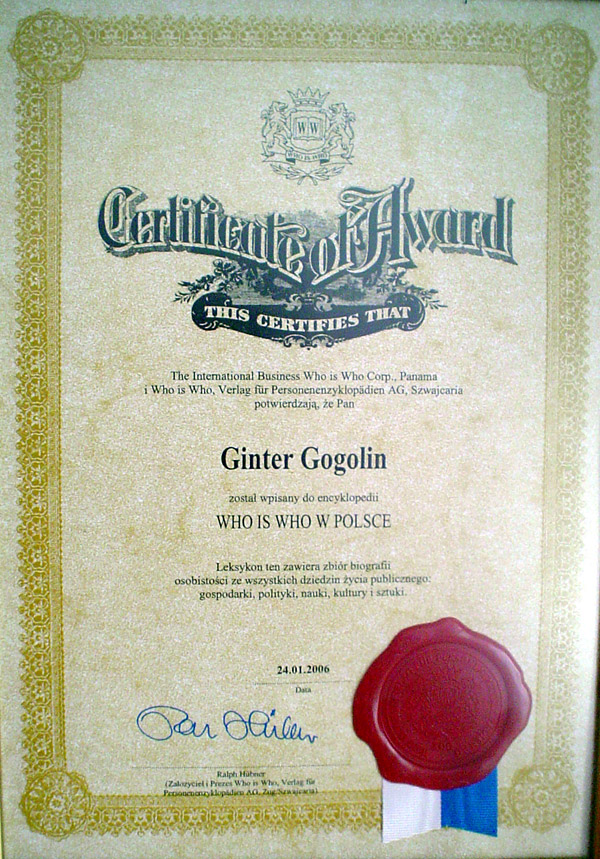 W W
WHO IS WHO
Certificate of Award
THIS CERTIFIES THAT
The International Business Who is Who Corp., Panama
i Who is Who, Verlag für Personenenzyklopädien AG, Szwajcaria
potwierdzają, że Pan
Ginter Gogolin
został wpisany do encyklopedii
WHO IS WHO W POLSCE
Leksykon ten zawiera zbiór biografii
osobistości ze wszystkich dziedzin życia publicznego:
gospodarki, polityki, nauki, kultury i sztuki.
24.01.2006
Data
Ralph Hübner
(Założyciel i Prezes Who is Who, Verlag für
Personenenzyklopädien AG, Zug/Szwajcaria)